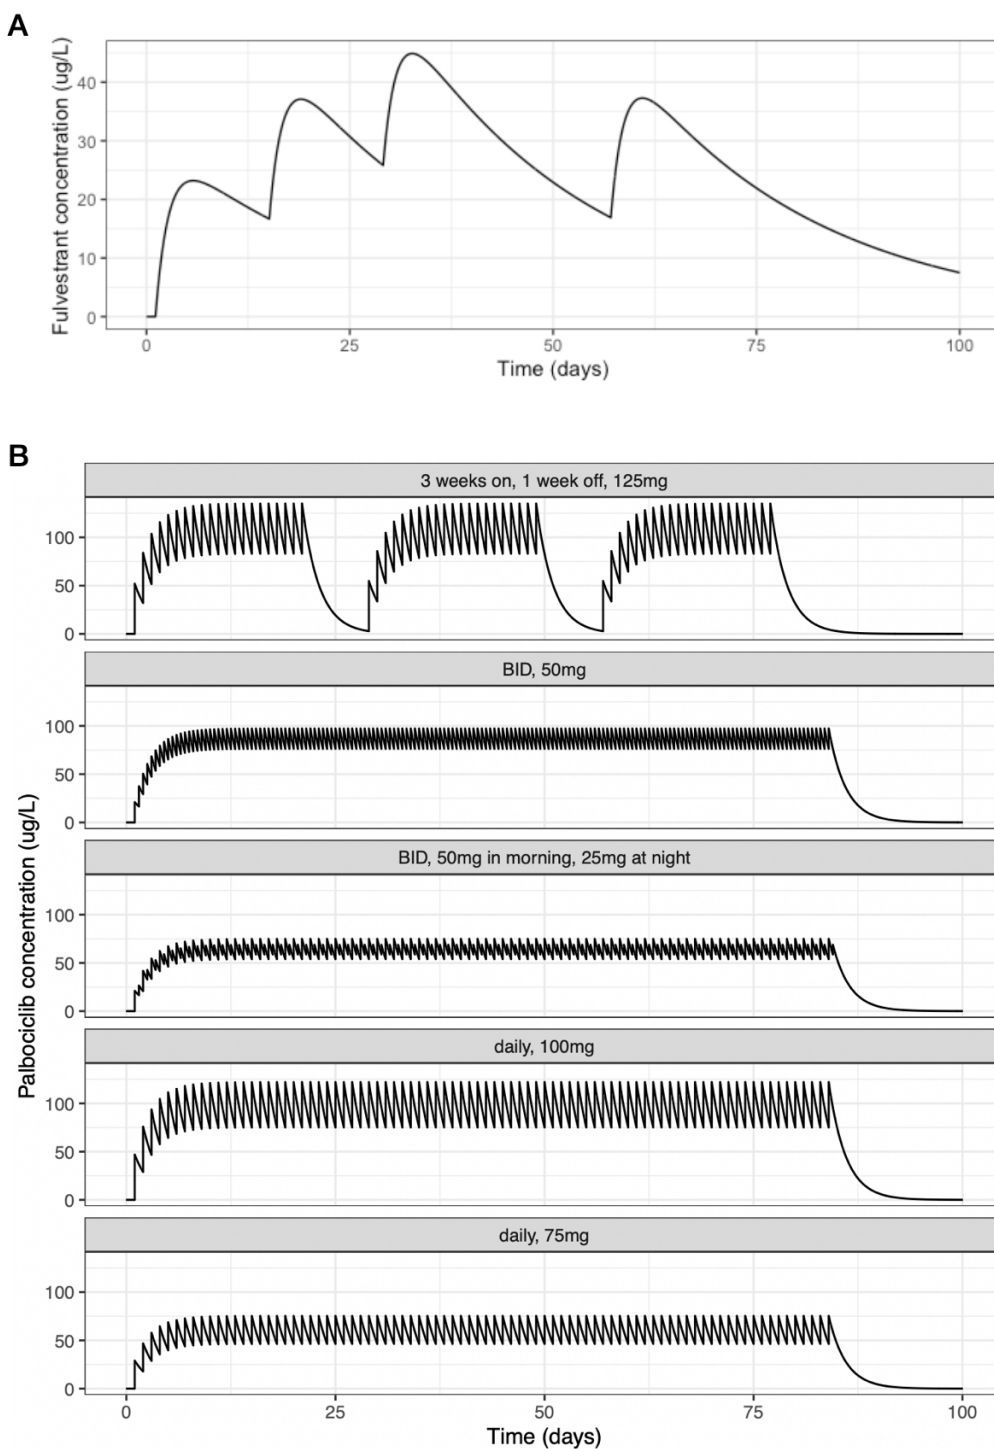 A
Fulvestrant concentration (ug/L)
40
30
20
10
0
0 25 50 75 100
Time (days)
B
Palbociclib concentration (ug/L)
3 weeks on, 1 week off, 125mg
100
50
0
BID, 50mg
100
50
0
BID, 50mg in morning, 25mg at night
100
50
0
daily, 100mg
100
50
0
daily, 75mg
100
50
0
0 25 50 75 100
Time (days)